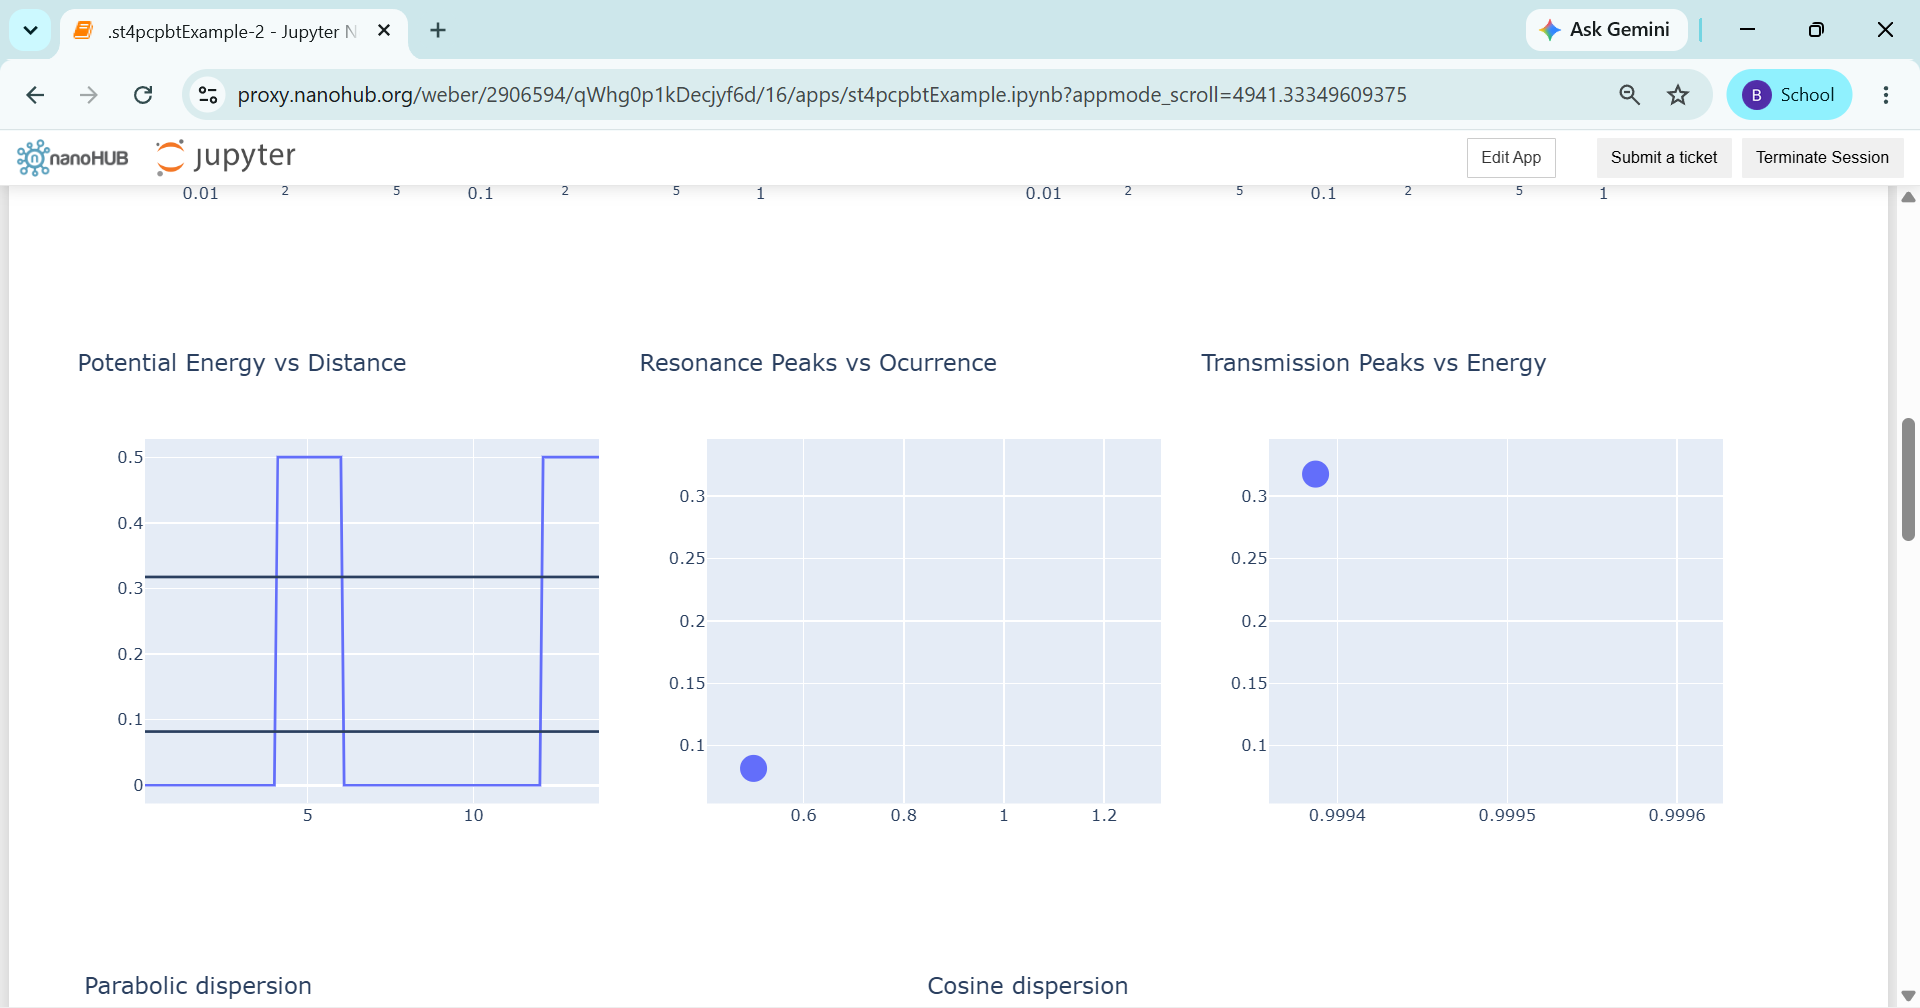 .st4pcpbtExample-2 - Jupyter N
Ask Gemini
proxy.nanohub.org/weber/2906594/qWhg0p1kDecjyf6d/16/apps/st4pcpbtExample.ipynb?appmode_scroll=4941.33349609375
B School
nanoHUB jupyter
Edit App
Submit a ticket
Terminate Session
0.01 2 5 0.1 2 5 1
0.01 2 5 0.1 2 5 1
Potential Energy vs Distance
0.5
0.4
0.3
0.2
0.1
0
5 10
Resonance Peaks vs Ocurrence
0.3
0.25
0.2
0.15
0.1
0.6 0.8 1 1.2
Transmission Peaks vs Energy
0.3
0.25
0.2
0.15
0.1
0.9994 0.9995 0.9996
Parabolic dispersion
Cosine dispersion